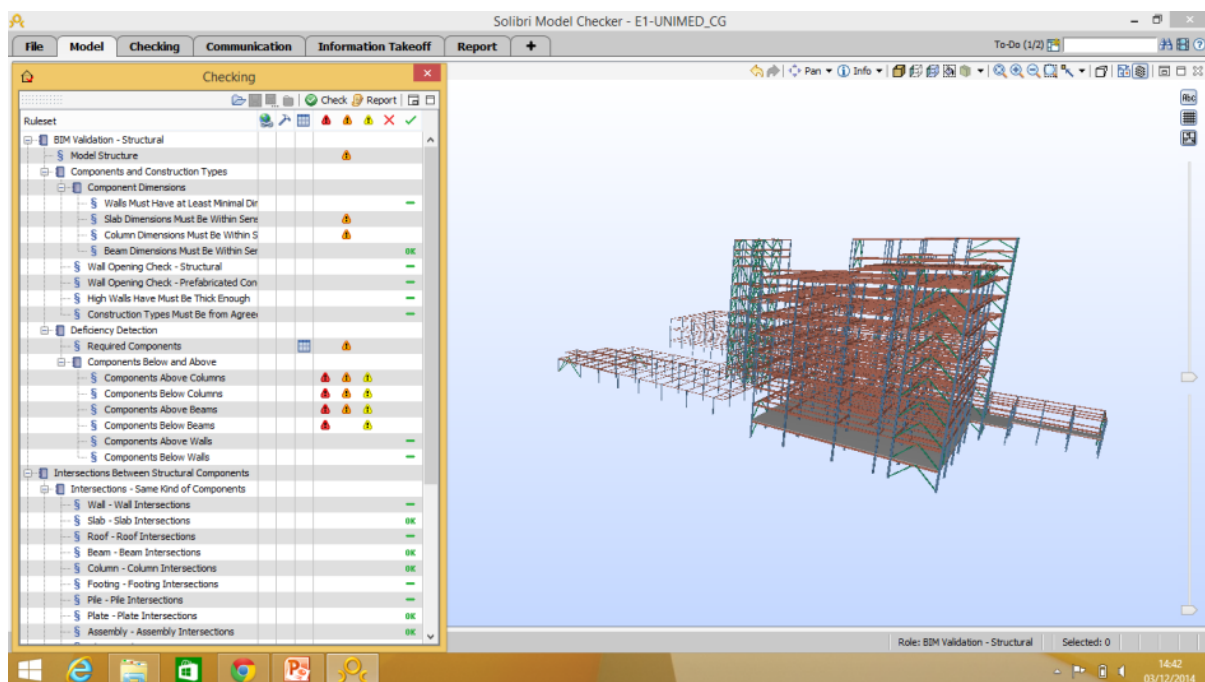 Solibri Model Checker - E1-UNIMED_CG
File Model Checking Communication Information Takeoff Report +
To-Do (1/2)
Checking
Pan Info
Check Report
Ruleset
BIM Validation - Structural
§ Model Structure
Components and Construction Types
Component Dimensions
§ Walls Must Have at Least Minimal Dir
§ Slab Dimensions Must Be Within Sens
§ Column Dimensions Must Be Within S
§ Beam Dimensions Must Be Within Ser OK
§ Wall Opening Check - Structural
§ Wall Opening Check - Prefabricated Con
§ High Walls Have Must Be Thick Enough
§ Construction Types Must Be from Agree
Deficiency Detection
§ Required Components
Components Below and Above
§ Components Above Columns
§ Components Below Columns
§ Components Above Beams
§ Components Below Beams
§ Components Above Walls
§ Components Below Walls
Intersections Between Structural Components
Intersections - Same Kind of Components
§ Wall - Wall Intersections
§ Slab - Slab Intersections OK
§ Roof - Roof Intersections
§ Beam - Beam Intersections OK
§ Column - Column Intersections OK
§ Footing - Footing Intersections
§ Pile - Pile Intersections
§ Plate - Plate Intersections OK
§ Assembly - Assembly Intersections OK
Abc
Role: BIM Validation - Structural Selected: 0
14:42
03/12/2014